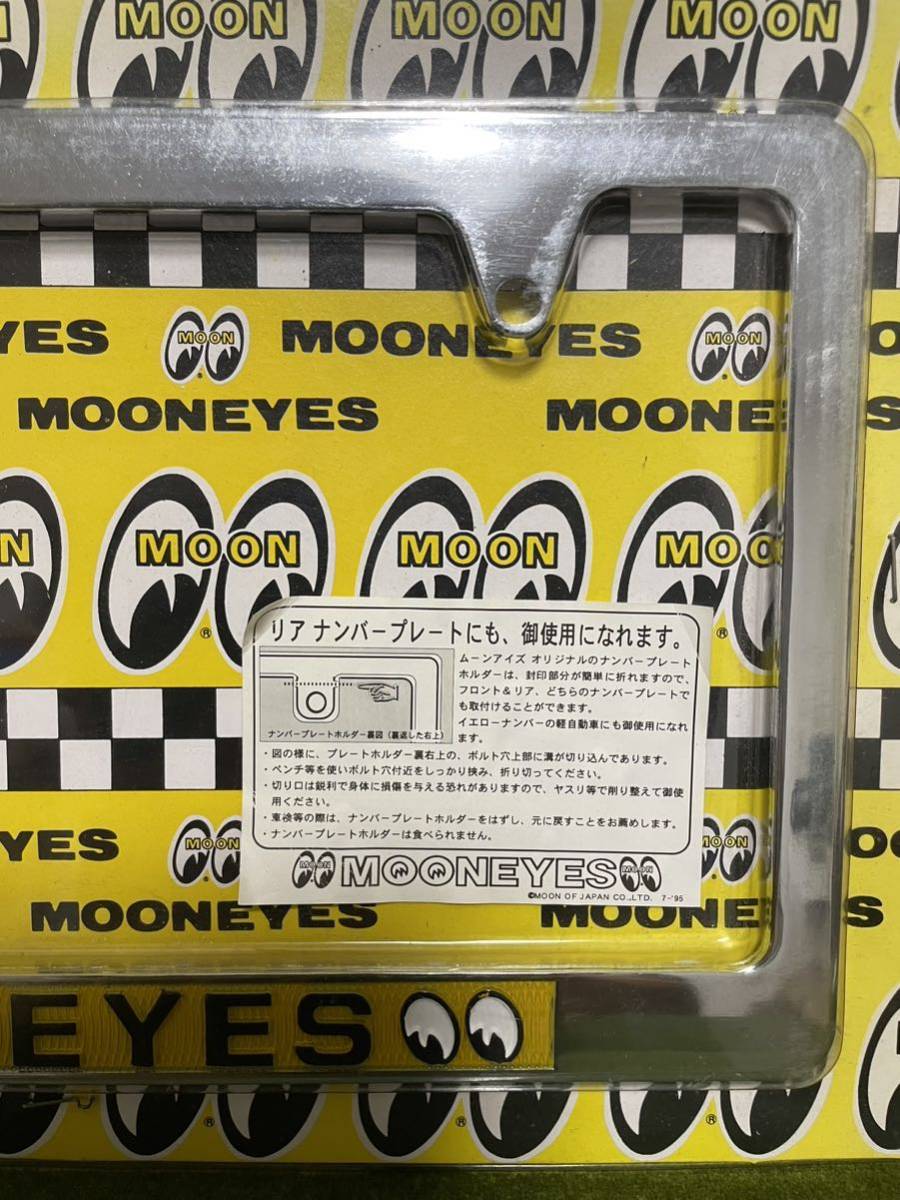 MOON MOON MOON MOON
YES MOON MOONEYES MOON
MOONEYES MOONEYES
MOON MOON MOON
リア ナンバープレートにも、御使用になれます。
ムーンアイズ オリジナルのナンバープレート
ホルダーは、封印部分が簡単に折れますので、
フロント&リア、どちらのナンバープレートで
も取付けることができます。
イエローナンバーの軽自動車にも御使用になれ
ます。
ナンバープレートホルダー裏図(裏返した右上)
・図の様に、プレートホルダー裏右上の、ボルト穴上部に溝が切り込んであります。
・ペンチ等を使いボルト穴付近をしっかり挟み、折り切ってください。
・切り口は鋭利で身体に損傷を与える恐れがありますので、ヤスリ等で削り整えて御使
用ください。
・車検等の際は、ナンバープレートホルダーをはずし、元に戻すことをお薦めします。
・ナンバープレートホルダーは食べられません。
MOON MOONEYES MOON
©MOON OF JAPAN CO.,LTD. 7-'95
YES
MOONEYES MOONEYES
EYES